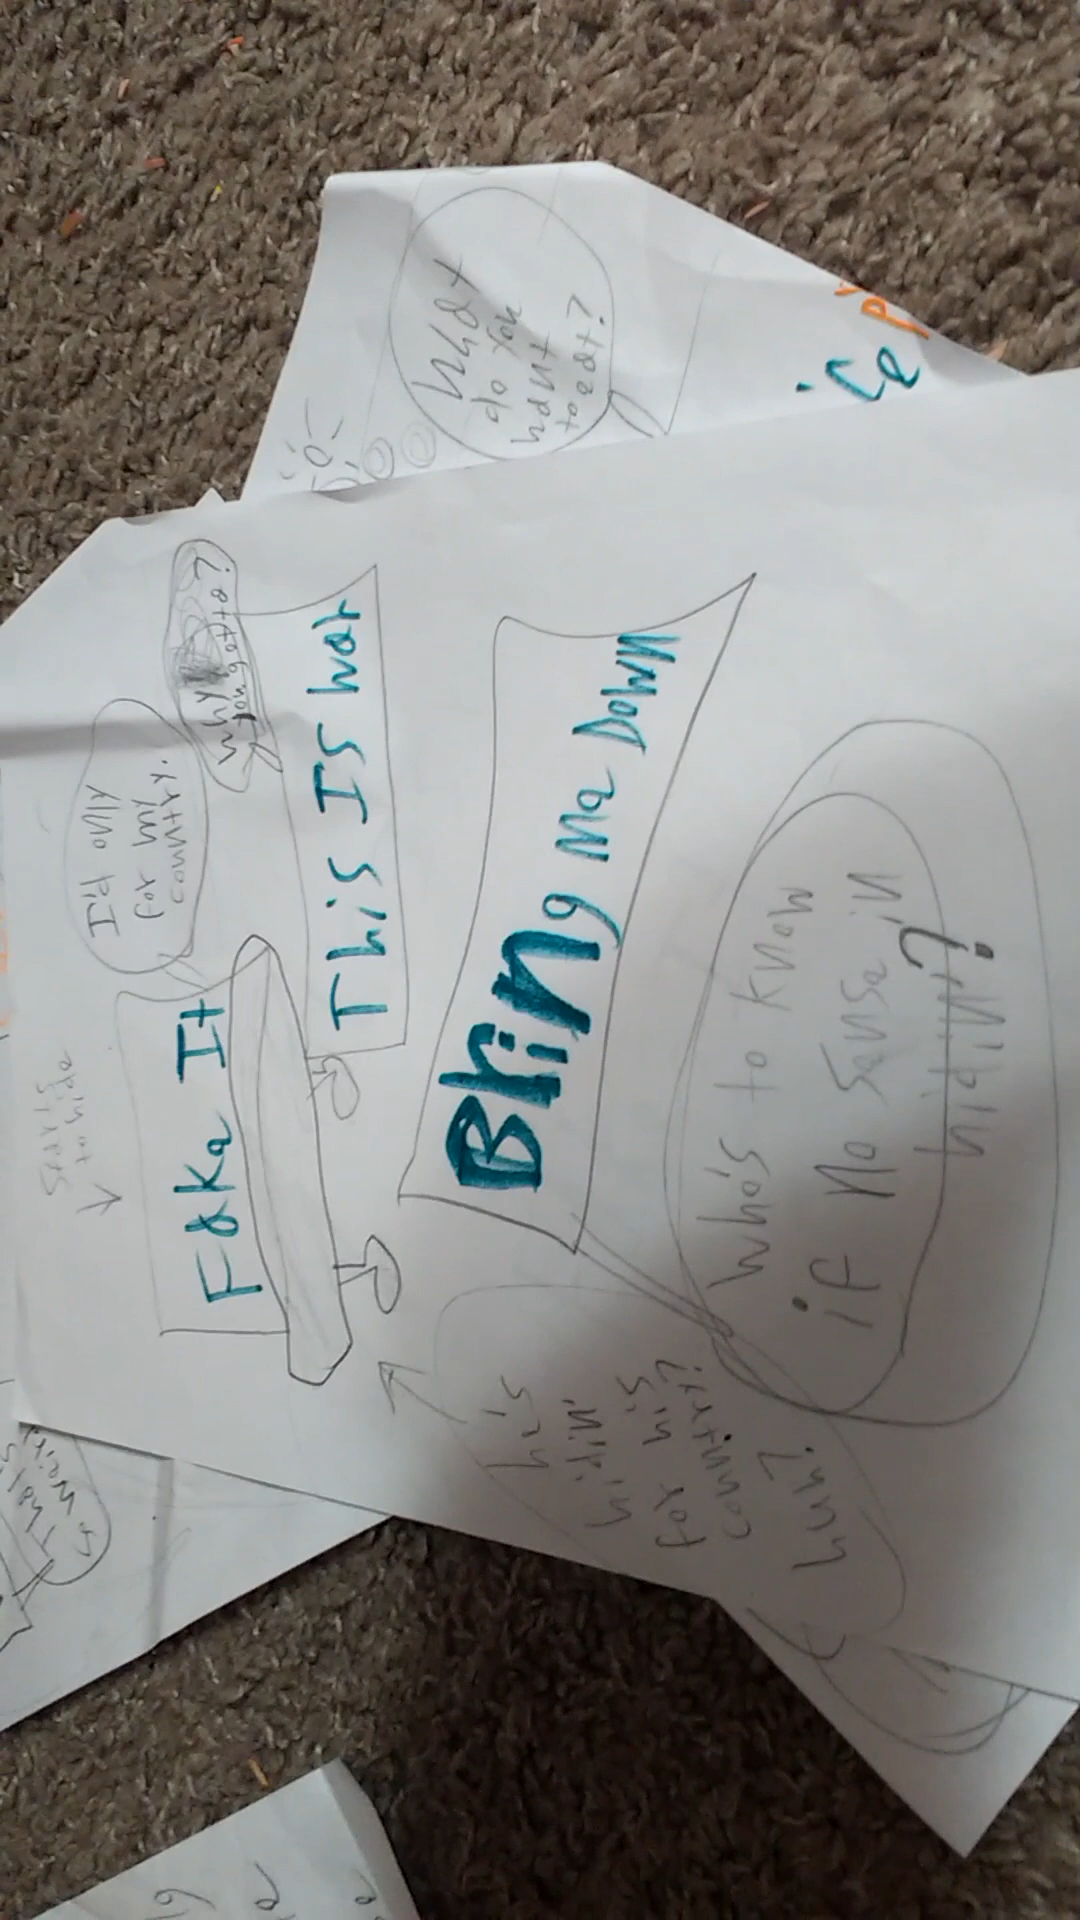 What
do you
want
to eat?
ice
Why
you gotta?
I'd only
for my
country.
This Is War
Fake It
starts
to hide
Bring Me Down
Who's to know
if no sense in
hidin'?
he's
hidin'
for his
country?
huh?